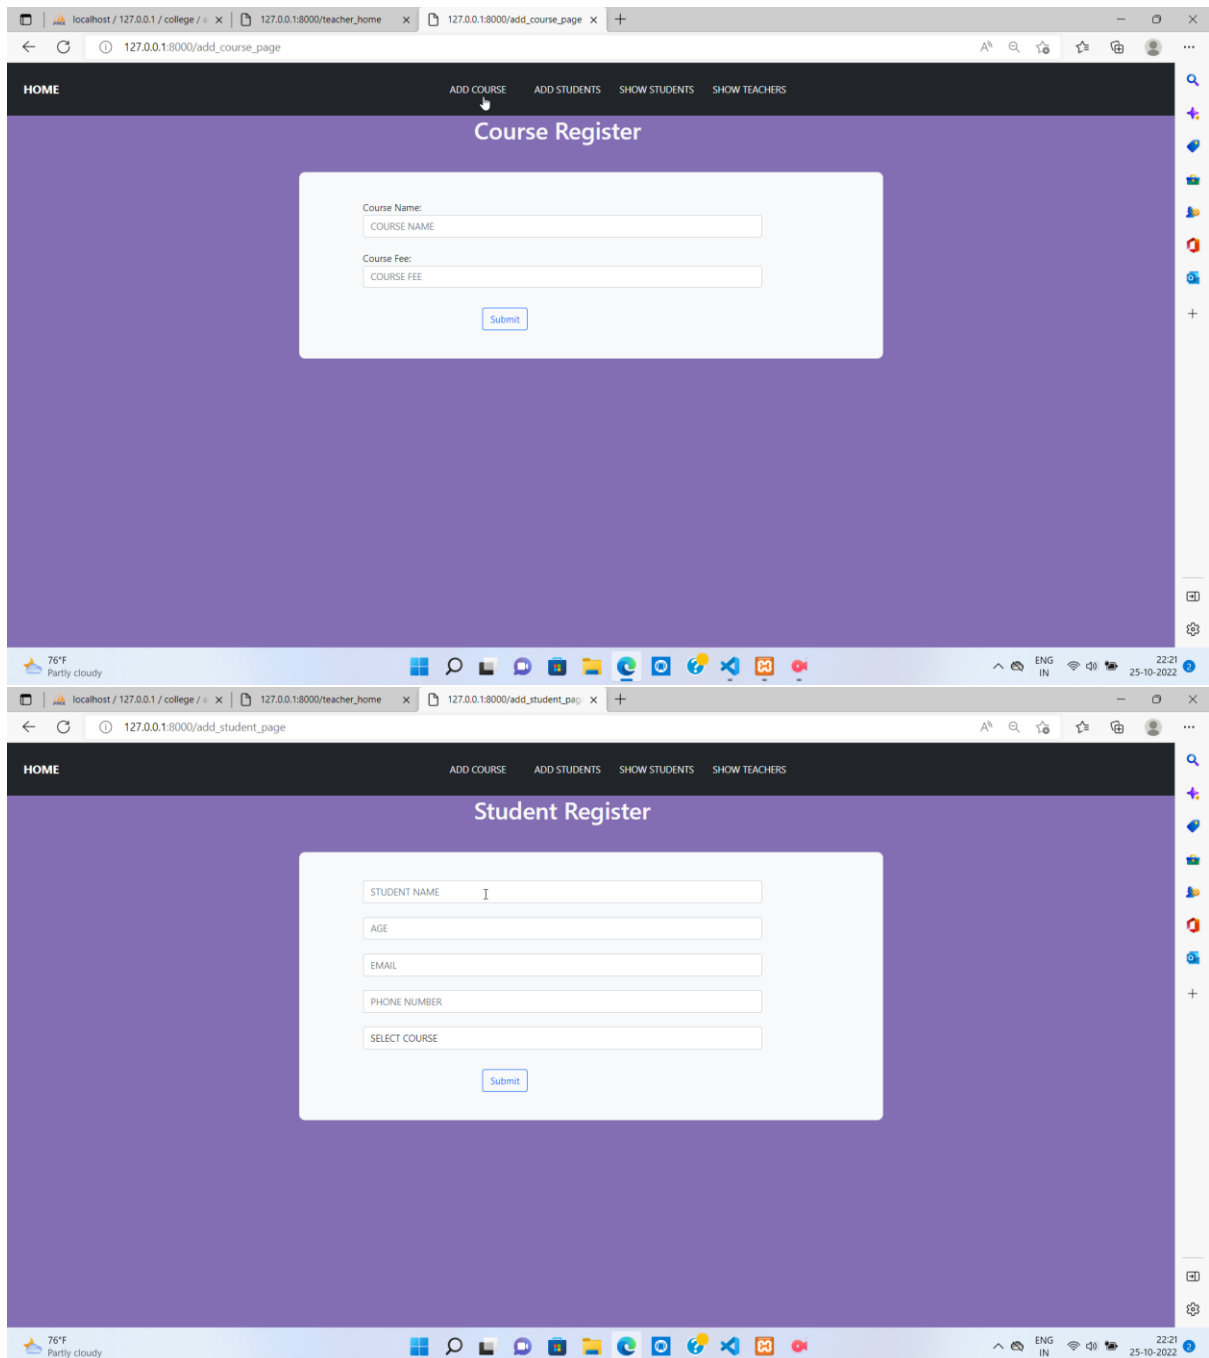 localhost / 127.0.0.1 / college /
127.0.0.1:8000/teacher_home
127.0.0.1:8000/add_course_page
127.0.0.1:8000/add_course_page
HOME
ADD COURSE
ADD STUDENTS
SHOW STUDENTS
SHOW TEACHERS
Course Register
Course Name:
COURSE NAME
Course Fee:
COURSE FEE
Submit
76°F
Partly cloudy
ENG
IN
22:21
25-10-2022
2
localhost / 127.0.0.1 / college /
127.0.0.1:8000/teacher_home
127.0.0.1:8000/add_student_pag
127.0.0.1:8000/add_student_page
HOME
ADD COURSE
ADD STUDENTS
SHOW STUDENTS
SHOW TEACHERS
Student Register
STUDENT NAME
AGE
EMAIL
PHONE NUMBER
SELECT COURSE
Submit
76°F
Partly cloudy
ENG
IN
22:21
25-10-2022
2